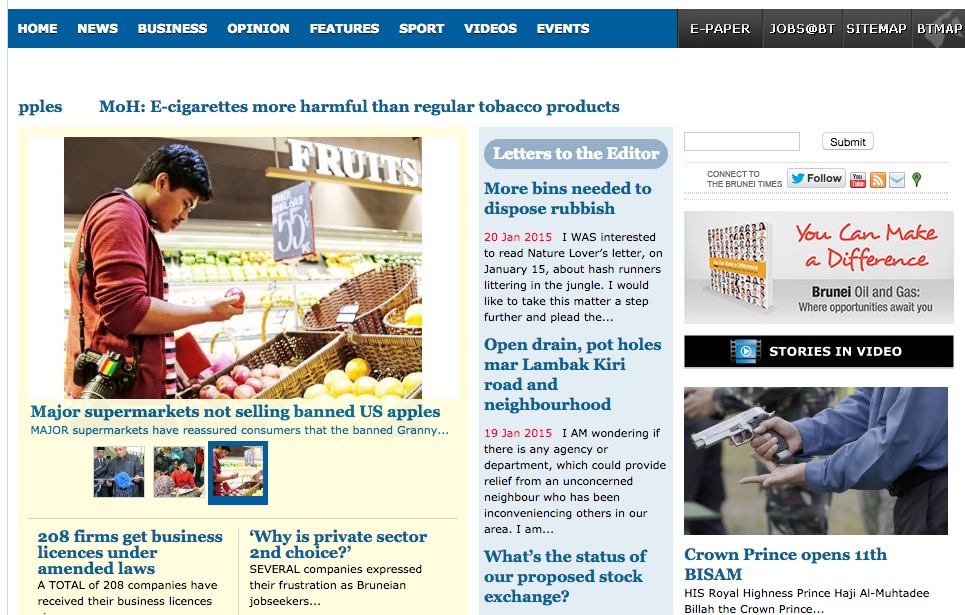 HOME NEWS BUSINESS OPINION FEATURES SPORT VIDEOS EVENTS E-PAPER JOBS@BT SITEMAP BTMAP
pples MoH: E-cigarettes more harmful than regular tobacco products
FRUITS
55
Major supermarkets not selling banned US apples
MAJOR supermarkets have reassured consumers that the banned Granny...
208 firms get business
licences under
amended laws
A TOTAL of 208 companies have
received their business licences
‘Why is private sector
2nd choice?’
SEVERAL companies expressed
their frustration as Bruneian
jobseekers...
Letters to the Editor
More bins needed to
dispose rubbish
20 Jan 2015 I WAS interested
to read Nature Lover’s letter, on
January 15, about hash runners
littering in the jungle. I would
like to take this matter a step
further and plead the...
Open drain, pot holes
mar Lambak Kiri
road and
neighbourhood
19 Jan 2015 I AM wondering if
there is any agency or
department, which could provide
relief from an unconcerned
neighbour who has been
inconveniencing others in our
area. I am...
What’s the status of
our proposed stock
exchange?
Submit
CONNECT TO
THE BRUNEI TIMES
Follow
You
Tube
You Can Make
a Difference
You Can Make a Difference
Brunei Oil and Gas:
Where opportunities await you
STORIES IN VIDEO
Crown Prince opens 11th
BISAM
HIS Royal Highness Prince Haji Al-Muhtadee
Billah the Crown Prince...